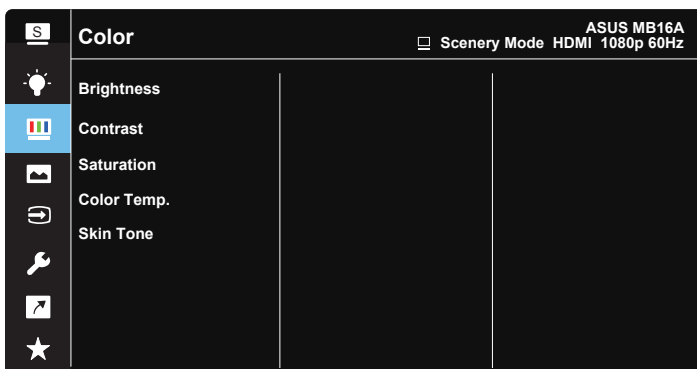 S
Color
ASUS MB16A
Scenery Mode HDMI 1080p 60Hz
Brightness
Contrast
Saturation
Color Temp.
Skin Tone